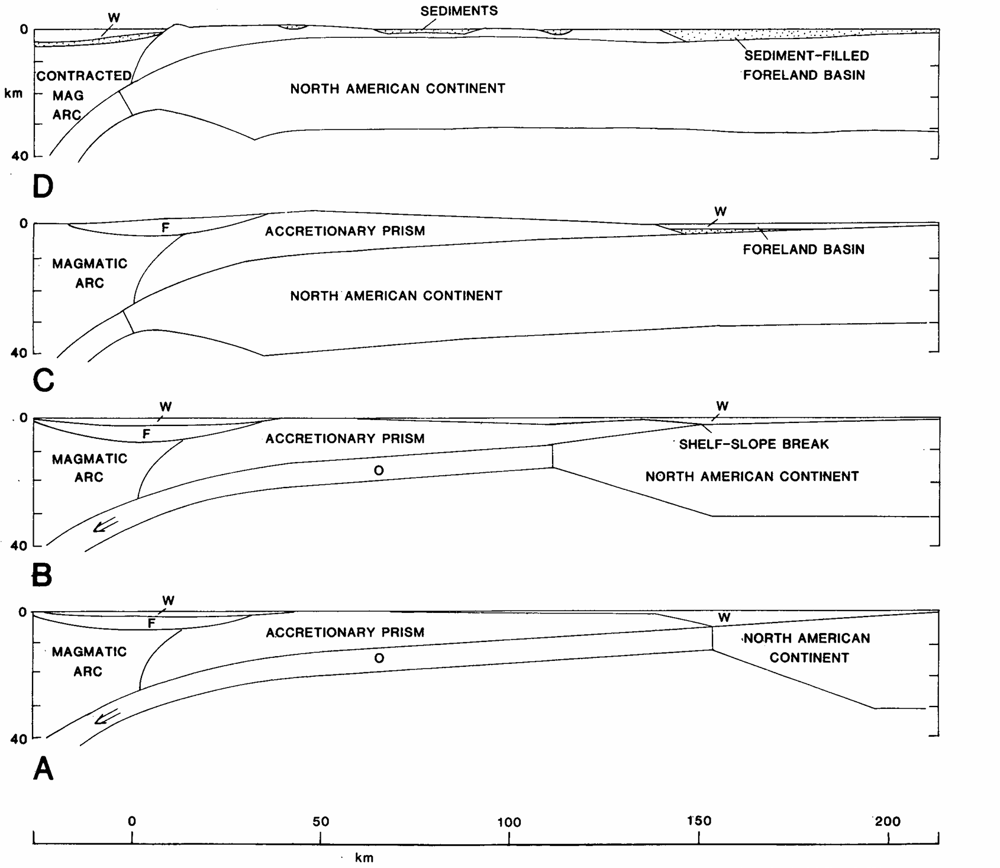 W
SEDIMENTS
0
SEDIMENT-FILLED
FORELAND BASIN
CONTRACTED
MAG
ARC
km
NORTH AMERICAN CONTINENT
40
D
W
0
F
ACCRETIONARY PRISM
FORELAND BASIN
MAGMATIC
ARC
NORTH AMERICAN CONTINENT
40
C
W
W
0
F
ACCRETIONARY PRISM
SHELF-SLOPE BREAK
MAGMATIC
ARC
O
NORTH AMERICAN CONTINENT
40
B
W
0
F
W
ACCRETIONARY PRISM
NORTH AMERICAN
CONTINENT
MAGMATIC
ARC
O
40
A
0 50 100 150 200
km